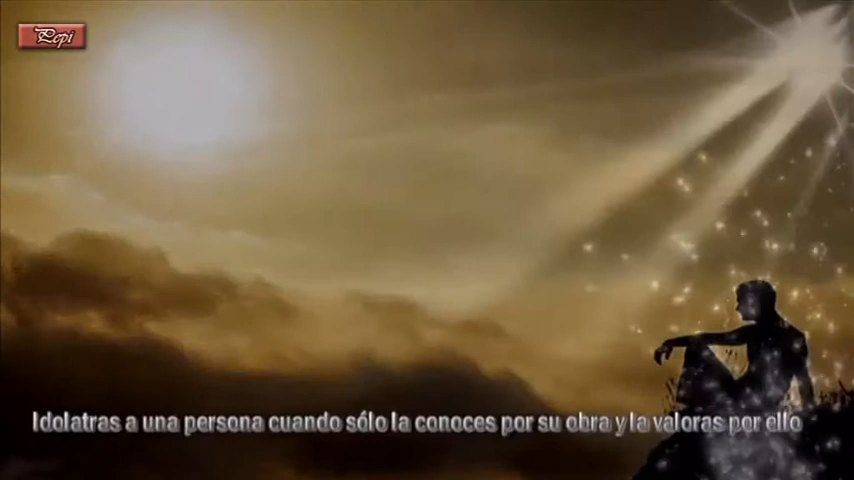 Pepi
Idolatras a una persona cuando sólo la conoces por su obra y la valoras por ello